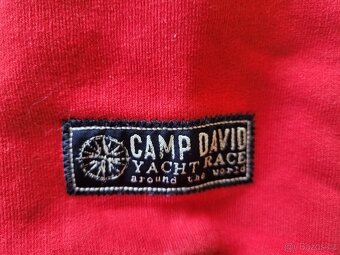 CAMP DAVID
YACHT RACE
around the world